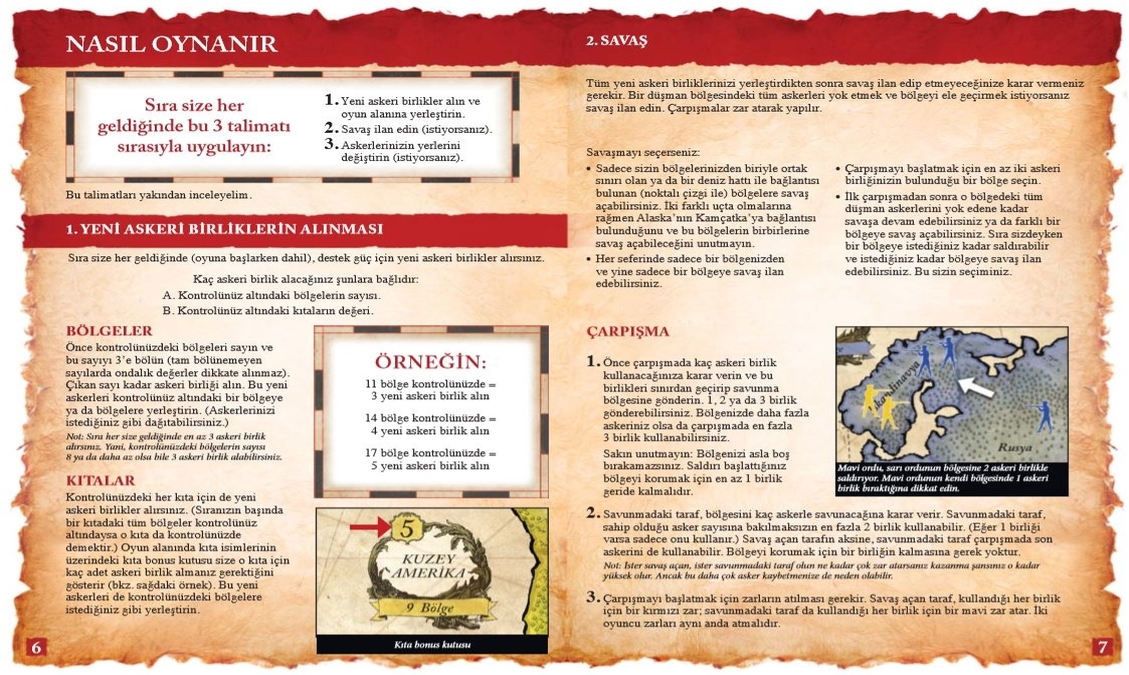 NASIL OYNANIR
Sıra size her
geldiğinde bu 3 talimatı
sırasıyla uygulayın:
1. Yeni askeri birlikler alın ve
oyun alanına yerleştirin.
2. Savaş ilan edin (istiyorsanız).
3. Askerlerinizin yerlerini
değiştirin (istiyorsanız).
Bu talimatları yakından inceleyelim.
1. YENİ ASKERİ BİRLİKLERİN ALINMASI
Sıra size her geldiğinde (oyuna başlarken dahil), destek güç için yeni askeri birlikler alırsınız.
Kaç askeri birlik alacağınız şunlara bağlıdır:
A. Kontrolünüz altındaki bölgelerin sayısı.
B. Kontrolünüz altındaki kıtaların değeri.
BÖLGELER
Önce kontrolünüzdeki bölgeleri sayın ve
bu sayıyı 3'e bölün (tam bölünemeyen
sayılarda ondalık değerler dikkate alınmaz).
Çıkan sayı kadar askeri birliği alın. Bu yeni
askerleri kontrolünüz altındaki bir bölgeye
ya da bölgelere yerleştirin. (Askerlerinizi
istediğiniz gibi dağıtabilirsiniz.)
Not: Sıra her size geldiğinde en az 3 askeri birlik
alırsınız. Yani, kontrolünüzdeki bölgelerin sayısı
8 ya da daha az olsa bile 3 askeri birlik alabilirsiniz.
KITALAR
Kontrolünüzdeki her kıta için de yeni
askeri birlikler alırsınız. (Sıranızın başında
bir kıtadaki tüm bölgeler kontrolünüz
altındaysa o kıta da kontrolünüzde
demektir.) Oyun alanında kıta isimlerinin
üzerindeki kıta bonus kutusu size o kıta için
kaç adet askeri birlik almanız gerektiğini
gösterir (bkz. sağdaki örnek). Bu yeni
askerleri de kontrolünüzdeki bölgelere
istediğiniz gibi yerleştirin.
ÖRNEĞİN:
11 bölge kontrolünüzde =
3 yeni askeri birlik alın
14 bölge kontrolünüzde =
4 yeni askeri birlik alın
17 bölge kontrolünüzde =
5 yeni askeri birlik alın
5
KUZEY
AMERİKA
9 Bölge
Kıta bonus kutusu
6
2. SAVAŞ
Tüm yeni askeri birliklerinizi yerleştirdikten sonra savaş ilan edip etmeyeceğinize karar vermeniz
gerekir. Bir düşman bölgesindeki tüm askerleri yok etmek ve bölgeyi ele geçirmek istiyorsanız
savaş ilan edin. Çarpışmalar zar atarak yapılır.
Savaşmayı seçerseniz:
• Sadece sizin bölgelerinizden biriyle ortak
sınırı olan ya da bir deniz hattı ile bağlantısı
bulunan (noktalı çizgi ile) bölgelere savaş
açabilirsiniz. İki farklı uçta olmalarına
rağmen Alaska'nın Kamçatka'ya bağlantısı
bulunduğunu ve bu bölgelerin birbirlerine
savaş açabileceğini unutmayın.
• Her seferinde sadece bir bölgenizden
ve yine sadece bir bölgeye savaş ilan
edebilirsiniz.
• Çarpışmayı başlatmak için en az iki askeri
birliğinizin bulunduğu bir bölge seçin.
• İlk çarpışmadan sonra o bölgedeki tüm
düşman askerlerini yok edene kadar
savaşa devam edebilirsiniz ya da farklı bir
bölgeye savaş açabilirsiniz. Sıra sizdeyken
bir bölgeye istediğiniz kadar saldırabilir
ve istediğiniz kadar bölgeye savaş ilan
edebilirsiniz. Bu sizin seçiminiz.
ÇARPIŞMA
1. Önce çarpışmada kaç askeri birlik
kullanacağınıza karar verin ve bu
birlikleri sınırdan geçirip savunma
bölgesine gönderin. 1, 2 ya da 3 birlik
gönderebilirsiniz. Bölgenizde daha fazla
askeriniz olsa da çarpışmada en fazla
3 birlik kullanabilirsiniz.
Sakın unutmayın: Bölgenizi asla boş
bırakamazsınız. Saldırı başlattığınız
bölgeyi korumak için en az 1 birlik
geride kalmalıdır.
İskandinavya
Rusya
Mavi ordu, sarı ordunun bölgesine 2 askeri birlikle
saldırıyor. Mavi ordunun kendi bölgesinde 1 askeri
birlik bıraktığına dikkat edin.
2. Savunmadaki taraf, bölgesini kaç askerle savunacağına karar verir. Savunmadaki taraf,
sahip olduğu asker sayısına bakılmaksızın en fazla 2 birlik kullanabilir. (Eğer 1 birliği
varsa sadece onu kullanır.) Savaş açan tarafın aksine, savunmadaki taraf çarpışmada son
askerini de kullanabilir. Bölgeyi korumak için bir birliğin kalmasına gerek yoktur.
Not: İster savaş açan, ister savunmadaki taraf olun ne kadar çok zar atarsanız kazanma şansınız o kadar
yüksek olur. Ancak bu daha çok asker kaybetmenize de neden olabilir.
3. Çarpışmayı başlatmak için zarların atılması gerekir. Savaş açan taraf, kullandığı her birlik
için bir kırmızı zar; savunmadaki taraf da kullandığı her birlik için bir mavi zar atar. İki
oyuncu zarları aynı anda atmalıdır.
7